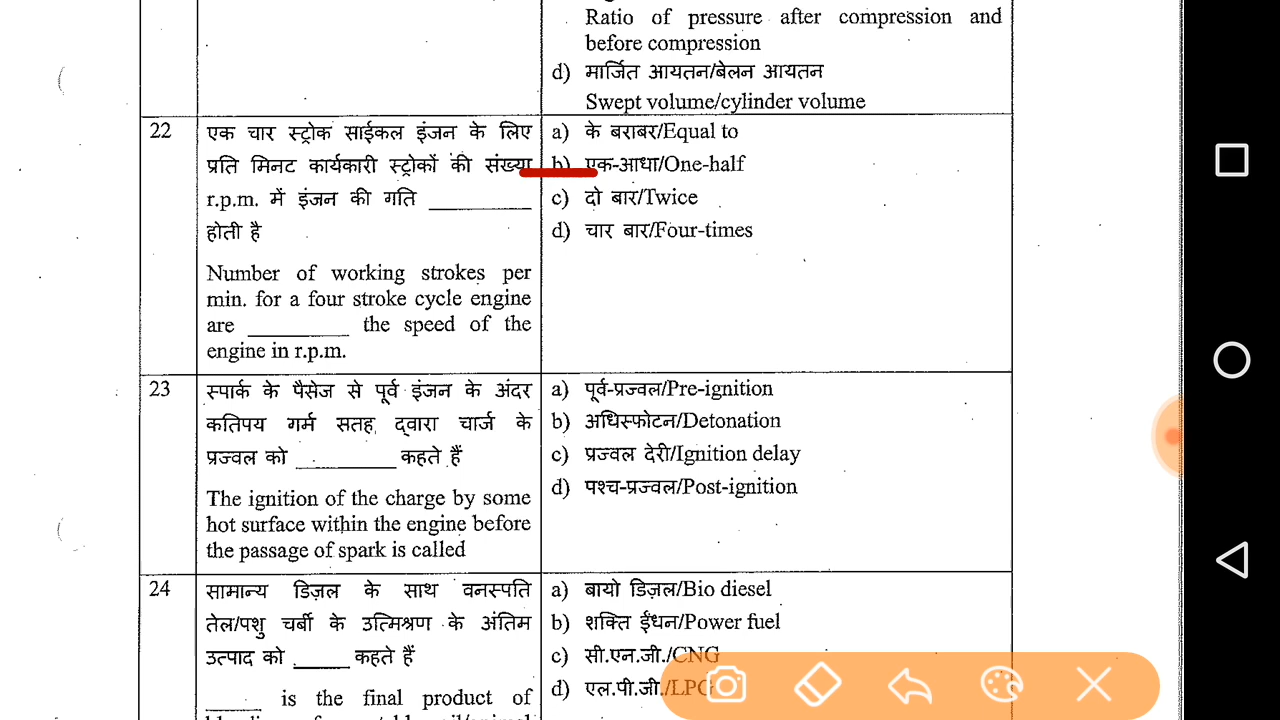 Ratio of pressure after compression and
before compression
d) मार्जित आयतन/बेलन आयतन
Swept volume/cylinder volume
22
एक चार स्ट्रोक साईकल इंजन के लिए
प्रति मिनट कार्यकारी स्ट्रोकों की संख्या
r.p.m. में इंजन की गति __________
होती है
Number of working strokes per
min. for a four stroke cycle engine
are __________ the speed of the
engine in r.p.m.
a) के बराबर/Equal to
b) एक-आधा/One-half
c) दो बार/Twice
d) चार बार/Four-times
23
स्पार्क के पैसेज से पूर्व इंजन के अंदर
कतिपय गर्म सतह द्वारा चार्ज के
प्रज्वल को __________ कहते हैं
The ignition of the charge by some
hot surface within the engine before
the passage of spark is called
a) पूर्व-प्रज्वल/Pre-ignition
b) अधिस्फोटन/Detonation
c) प्रज्वल देरी/Ignition delay
d) पश्च-प्रज्वल/Post-ignition
24
सामान्य डिज़ल के साथ वनस्पति
तेल/पशु चर्बी के उत्मिश्रण के अंतिम
उत्पाद को ______ कहते हैं
______ is the final product of
a) बायो डिज़ल/Bio diesel
b) शक्ति ईंधन/Power fuel
c) सी.एन.जी./CNG
d) एल.पी.जी./LPG